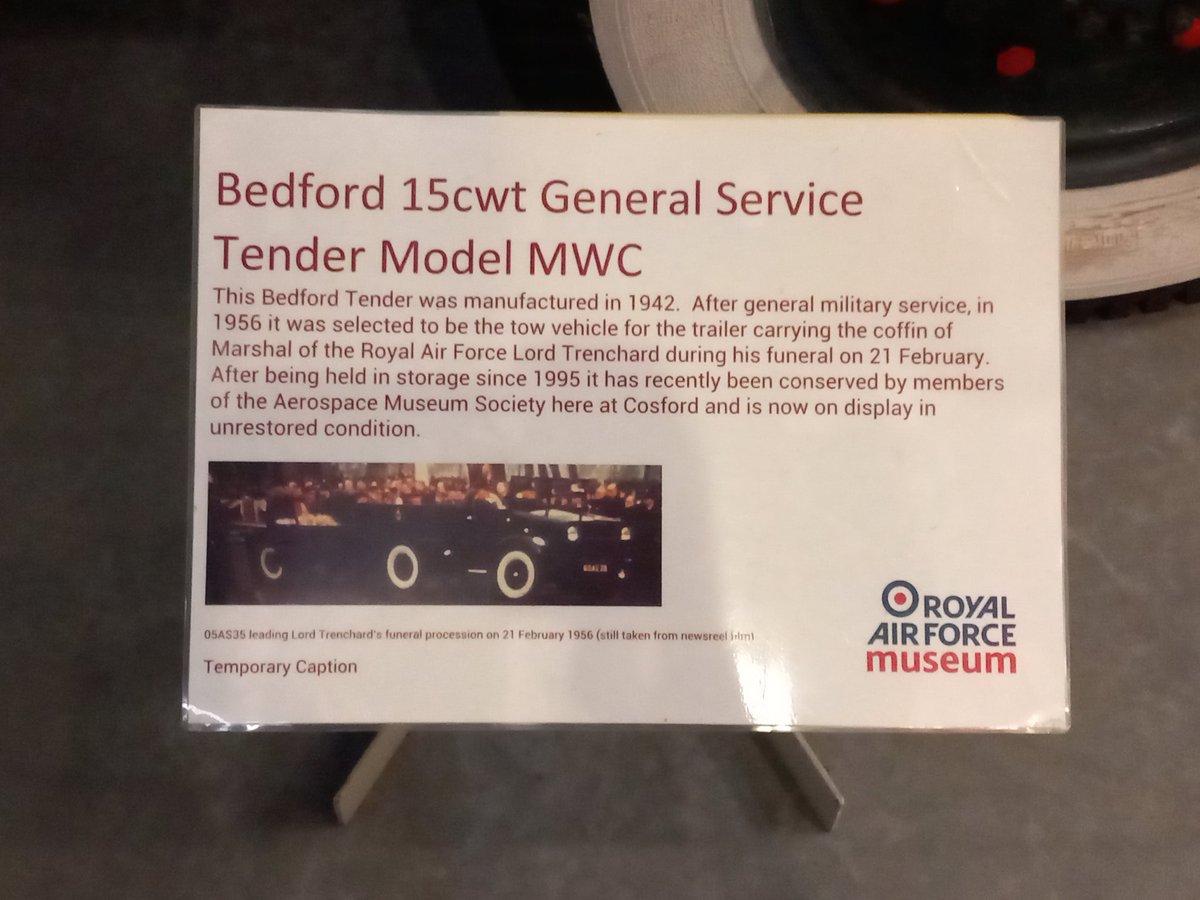 Bedford 15cwt General Service
Tender Model MWC
This Bedford Tender was manufactured in 1942. After general military service, in
1956 it was selected to be the tow vehicle for the trailer carrying the coffin of
Marshal of the Royal Air Force Lord Trenchard during his funeral on 21 February.
After being held in storage since 1995 it has recently been conserved by members
of the Aerospace Museum Society here at Cosford and is now on display in
unrestored condition.
05AS35 leading Lord Trenchard's funeral procession on 21 February 1956 (still taken from newsreel film)
Temporary Caption
ROYAL
AIR FORCE
museum